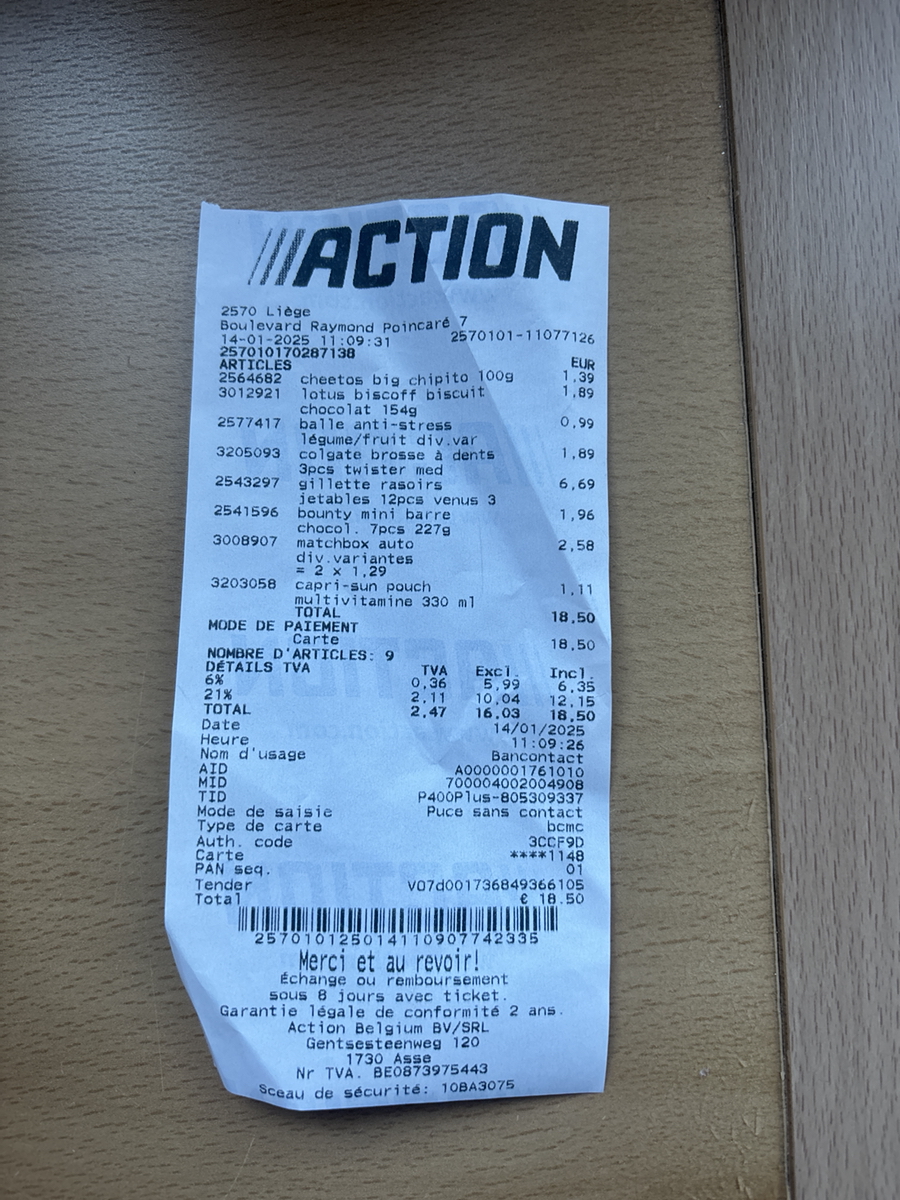 ACTION
2570 Liège
Boulevard Raymond Poincaré 7
14-01-2025 11:09:31 2570101-11077126
257010170287138
ARTICLES EUR
2564682 cheetos big chipito 100g 1,39
3012921 lotus biscoff biscuit 1,89
chocolat 154g
2577417 balle anti-stress 0,99
légume/fruit div.var
3205093 colgate brosse à dents 1,89
3pcs twister med
2543297 gillette rasoirs 6,69
jetables 12pcs venus 3
2541596 bounty mini barre 1,96
chocol. 7pcs 227g
3008907 matchbox auto 2,58
div.variantes
= 2 x 1,29
3203058 capri-sun pouch 1,11
multivitamine 330 ml
TOTAL 18,50
MODE DE PAIEMENT
Carte 18,50
NOMBRE D'ARTICLES: 9
DÉTAILS TVA TVA Excl. Incl.
6% 0,36 5,99 6,35
21% 2,11 10,04 12,15
TOTAL 2,47 16,03 18,50
Date 14/01/2025
Heure 11:09:26
Nom d'usage Bancontact
AID A0000001761010
MID 700004002004908
TID P400Plus-805309337
Mode de saisie Puce sans contact
Type de carte bcmc
Auth. code 3CCF9D
Carte ****1148
PAN seq. 01
Tender V07d001736849366105
Total € 18.50
257010125014110907742335
Merci et au revoir!
Échange ou remboursement
sous 8 jours avec ticket.
Garantie légale de conformité 2 ans.
Action Belgium BV/SRL
Gentsesteenweg 120
1730 Asse
Nr TVA. BE0873975443
Sceau de sécurité: 10BA3075